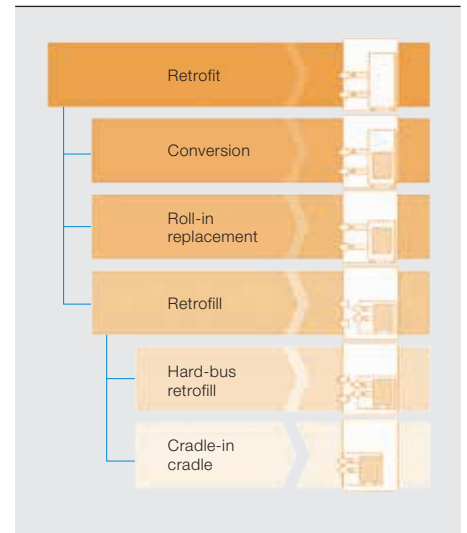 Retrofit
Conversion
Roll-in
replacement
Retrofill
Hard-bus
retrofill
Cradle-in
cradle